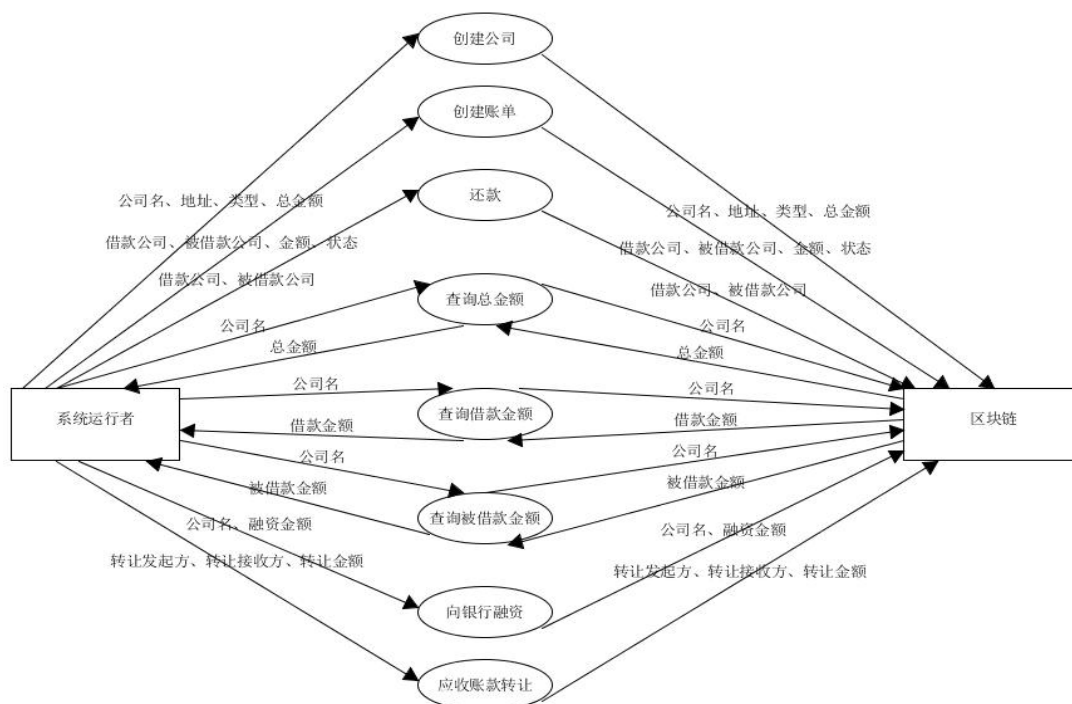 创建公司
创建账单
还款
公司名、地址、类型、总金额
公司名、地址、类型、总金额
借款公司、被借款公司、金额、状态
借款公司、被借款公司、金额、状态
借款公司、被借款公司
借款公司、被借款公司
查询总金额
公司名
公司名
总金额
总金额
公司名
公司名
系统运行者
查询借款金额
区块链
借款金额
借款金额
公司名
公司名
被借款金额
被借款金额
查询被借款金额
公司名、融资金额
公司名、融资金额
转让发起方、转让接收方、转让金额
转让发起方、转让接收方、转让金额
向银行融资
应收账款转让